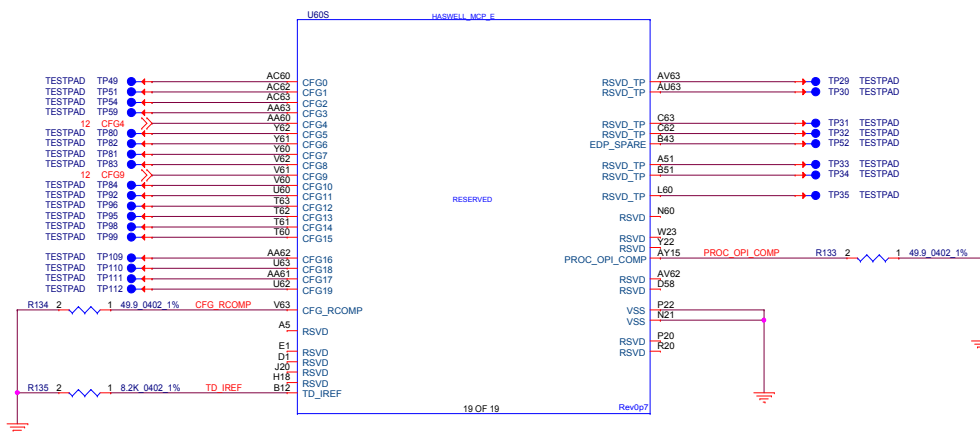 U60S HASWELL_MCP_E
TESTPAD TP49 AC60 CFG0 RSVD_TP AV63 TP29 TESTPAD
TESTPAD TP51 AC62 CFG1 RSVD_TP AU63 TP30 TESTPAD
TESTPAD TP54 AC63 CFG2
TESTPAD TP59 AA63 CFG3
12 CFG4 AA60 CFG4 RSVD_TP C63 TP31 TESTPAD
TESTPAD TP80 Y62 CFG5 RSVD_TP C62 TP32 TESTPAD
TESTPAD TP82 Y61 CFG6 EDP_SPARE B43 TP52 TESTPAD
TESTPAD TP81 Y60 CFG7
TESTPAD TP83 V62 CFG8 RSVD_TP A51 TP33 TESTPAD
12 CFG9 V61 CFG9 RSVD_TP B51 TP34 TESTPAD
TESTPAD TP84 V60 CFG10
TESTPAD TP92 U60 CFG11 RSVD_TP L60 TP35 TESTPAD
TESTPAD TP96 T63 CFG12 RESERVED
TESTPAD TP95 T62 CFG13 RSVD N60
TESTPAD TP98 T61 CFG14
TESTPAD TP99 T60 CFG15 RSVD W23
RSVD Y22
TESTPAD TP109 AA62 CFG16 PROC_OPI_COMP AY15 PROC_OPI_COMP R133 2 1 49.9_0402_1%
TESTPAD TP110 U63 CFG18
TESTPAD TP111 AA61 CFG17 RSVD AV62
TESTPAD TP112 U62 CFG19 RSVD D58
R134 2 1 49.9_0402_1% CFG_RCOMP V63 CFG_RCOMP VSS P22
VSS N21
A5 RSVD
RSVD P20
E1 RSVD RSVD R20
D1 RSVD
J20 RSVD
H18 RSVD
R135 2 1 8.2K_0402_1% TD_IREF B12 TD_IREF
19 OF 19 Rev0p7